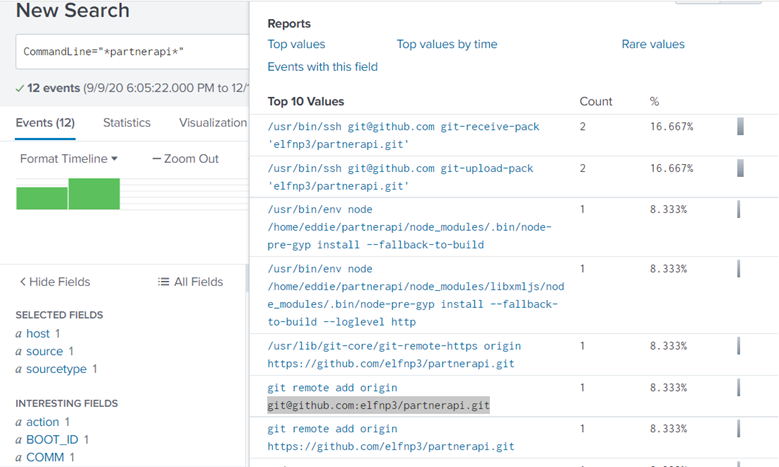 New Search
CommandLine="*partnerapi*"
12 events (9/9/20 6:05:22.000 PM to 12/1
Events (12) Statistics Visualization
Format Timeline Zoom Out
Hide Fields All Fields
SELECTED FIELDS
a host 1
a source 1
a sourcetype 1
INTERESTING FIELDS
a action 1
a BOOT_ID 1
a COMM 1
Reports
Top values Top values by time Rare values
Events with this field
Top 10 Values Count %
/usr/bin/ssh git@github.com git-receive-pack 2 16.667%
'elfnp3/partnerapi.git'
/usr/bin/ssh git@github.com git-upload-pack 2 16.667%
'elfnp3/partnerapi.git'
/usr/bin/env node 1 8.333%
/home/eddie/partnerapi/node_modules/.bin/node-
pre-gyp install --fallback-to-build
/usr/bin/env node 1 8.333%
/home/eddie/partnerapi/node_modules/libxmljs/nod
e_modules/.bin/node-pre-gyp install --fallback-
to-build --loglevel http
/usr/lib/git-core/git-remote-https origin 1 8.333%
https://github.com/elfnp3/partnerapi.git
git remote add origin 1 8.333%
git@github.com:elfnp3/partnerapi.git
git remote add origin 1 8.333%
https://github.com/elfnp3/partnerapi.git